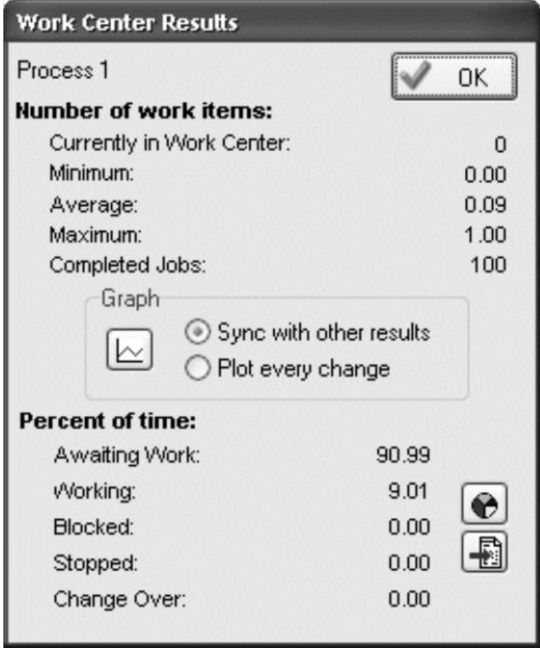 Work Center Results
Process 1
OK
Number of work items:
Currently in Work Center: 0
Minimum: 0.00
Average: 0.09
Maximum: 1.00
Completed Jobs: 100
Graph
Sync with other results
Plot every change
Percent of time:
Awaiting Work: 90.99
Working: 9.01
Blocked: 0.00
Stopped: 0.00
Change Over: 0.00